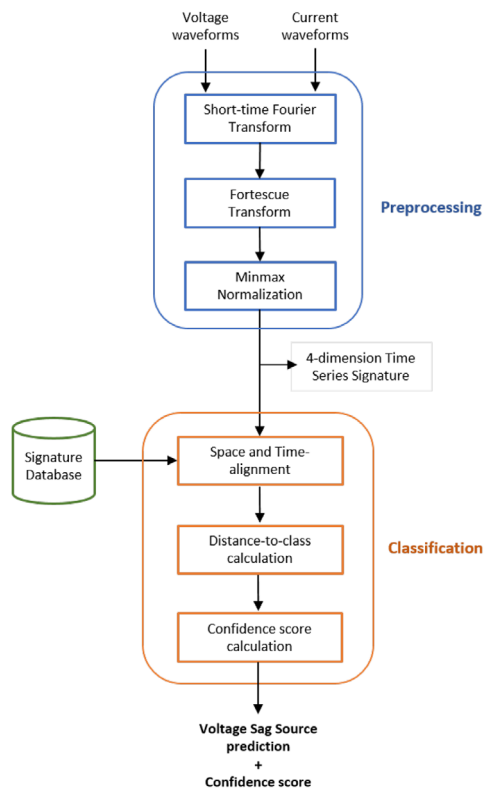 Voltage
waveforms
Current
waveforms
Short-time Fourier
Transform
Fortescue
Transform
Preprocessing
Minmax
Normalization
4-dimension Time
Series Signature
Signature
Database
Space and Time-
alignment
Distance-to-class
calculation
Classification
Confidence score
calculation
Voltage Sag Source
prediction
+
Confidence score